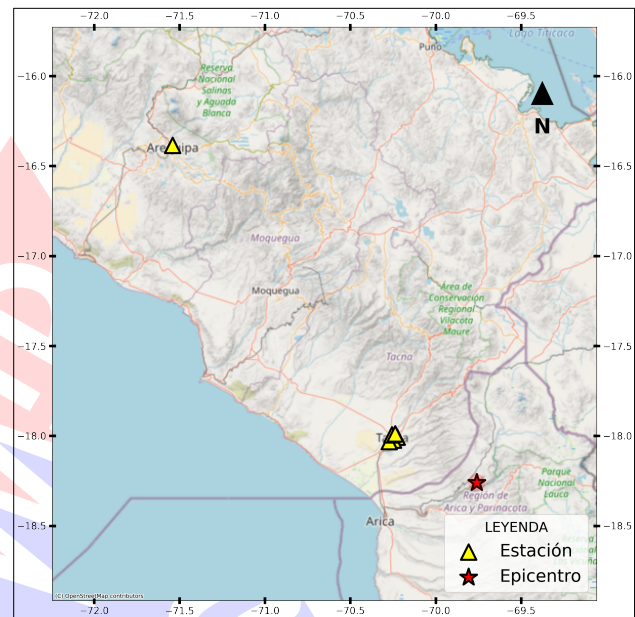 −72.0 −71.5 −71.0 −70.5 −70.0 −69.5
Lago Titicaca
Puno
−16.0 −16.0
Reserva
Nacional
Salinas
y Aguada
Blanca
N
−16.5 −16.5
Moquegua
−17.0 −17.0
Moquegua
Área de
Conservación
Regional
Vilacota
Maure
−17.5 −17.5
Tacna
−18.0 −18.0
Parque
Nacional
Lauca
Región de
Arica y Parinacota
Arica
−18.5 −18.5
LEYENDA
Estación
Epicentro
(C) OpenStreetMap contributors
−72.0 −71.5 −71.0 −70.5 −70.0 −69.5